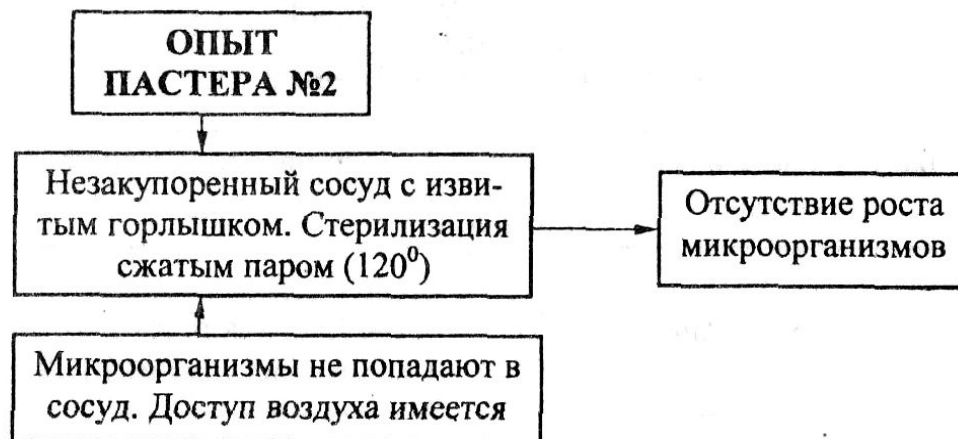 ОПЫТ
ПАСТЕРА №2
Незакупоренный сосуд с изви-
тым горлышком. Стерилизация
сжатым паром (120⁰)
Отсутствие роста
микроорганизмов
Микроорганизмы не попадают в
сосуд. Доступ воздуха имеется